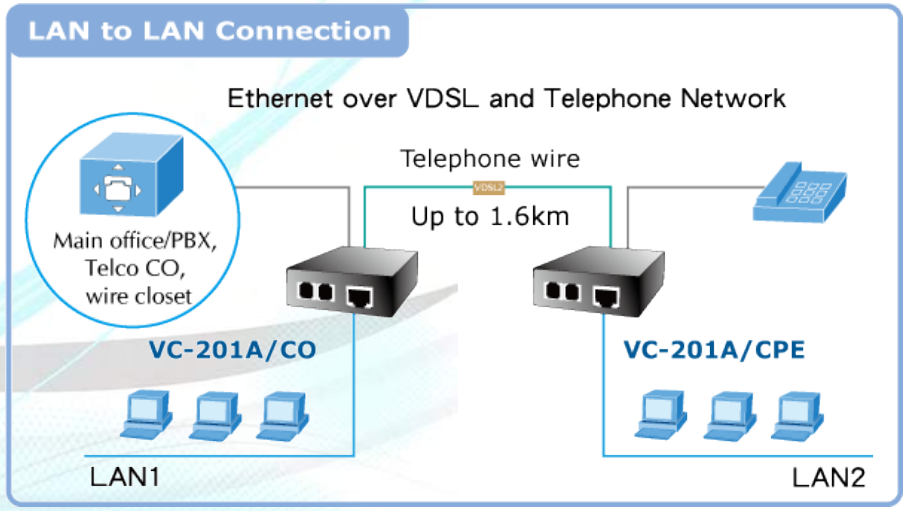 LAN to LAN Connection
Ethernet over VDSL and Telephone Network
Telephone wire
VDSL2
Up to 1.6km
Main office/PBX,
Telco CO,
wire closet
VC-201A/CO
VC-201A/CPE
LAN1
LAN2